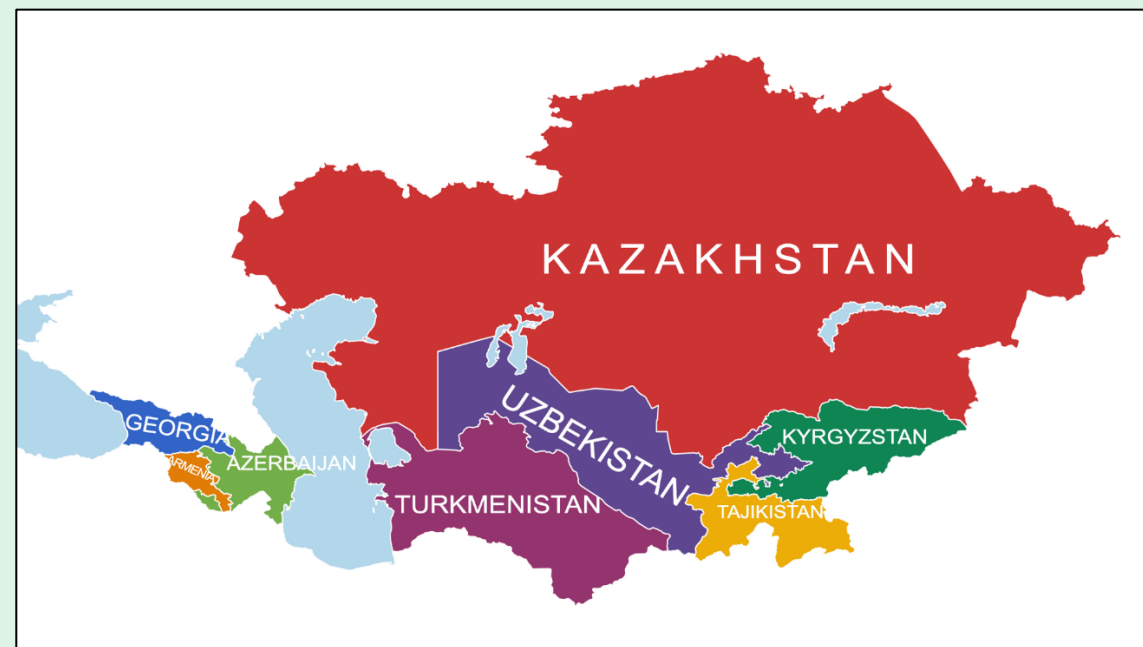 KAZAKHSTAN
UZBEKISTAN
GEORGIA
KYRGYZSTAN
ARMENIA
AZERBAIJAN
TURKMENISTAN
TAJIKISTAN